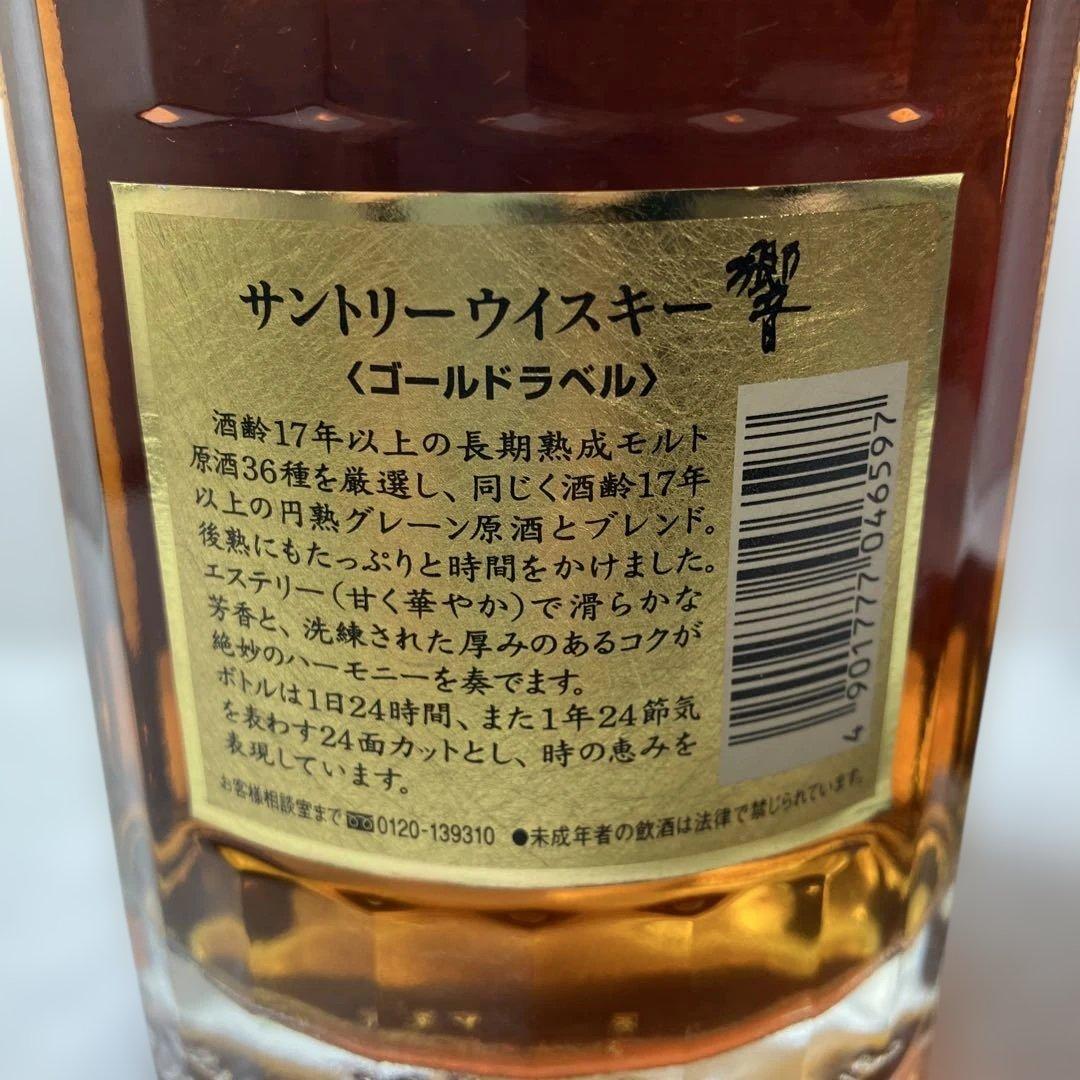 サントリーウイスキー 響
〈ゴールドラベル〉
酒齢17年以上の長期熟成モルト
原酒36種を厳選し、同じく酒齢17年
以上の円熟グレーン原酒とブレンド。
後熟にもたっぷりと時間をかけました。
エステリー(甘く華やか)で滑らかな
芳香と、洗練された厚みのあるコクが
絶妙のハーモニーを奏でます。
ボトルは1日24時間、また1年24節気
を表わす24面カットとし、時の恵みを
表現しています。
お客様相談室まで 0120-139310 ●未成年者の飲酒は法律で禁じられています。
4 901777 046597